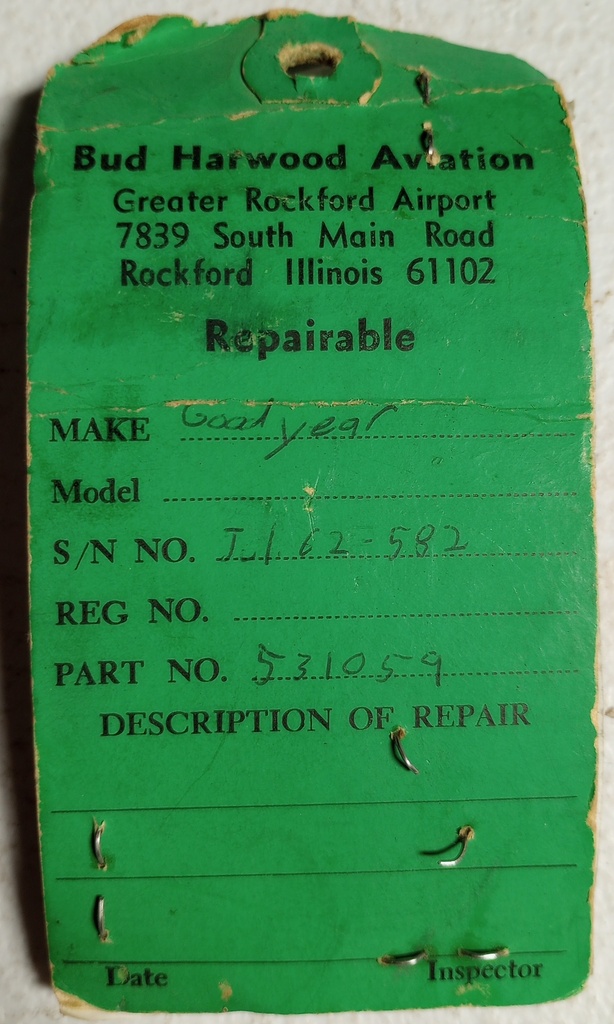 Bud Harwood Aviation
Greater Rockford Airport
7839 South Main Road
Rockford Illinois 61102
Repairable
MAKE Goodyear
Model
S/N NO. J-162-582
REG NO.
PART NO. 531059
DESCRIPTION OF REPAIR
Date Inspector